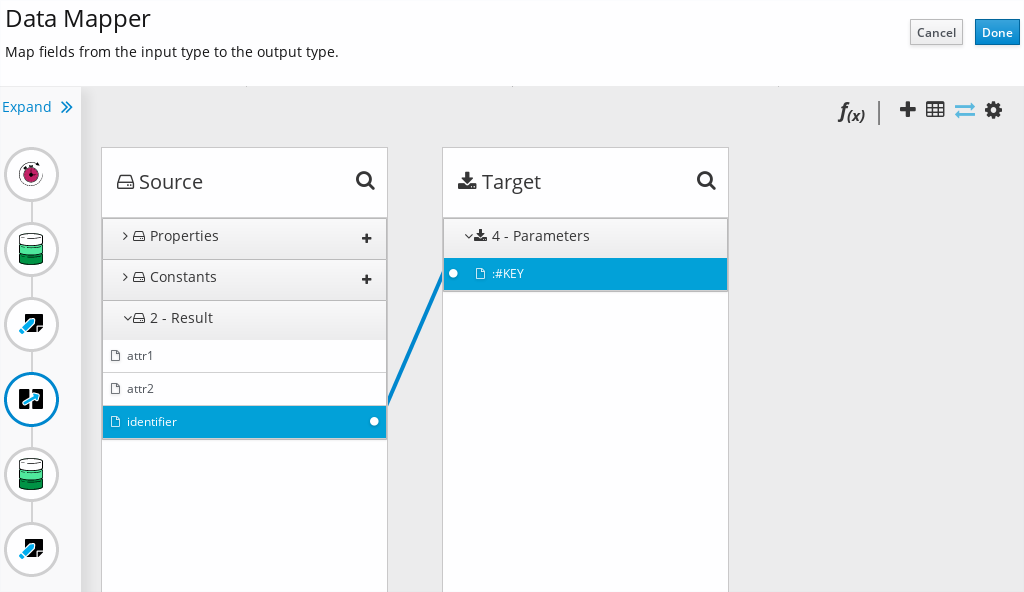 Data Mapper
Map fields from the input type to the output type.
Cancel
Done
Expand
f(x)
Source
Properties
Constants
2 - Result
attr1
attr2
identifier
Target
4 - Parameters
:#KEY